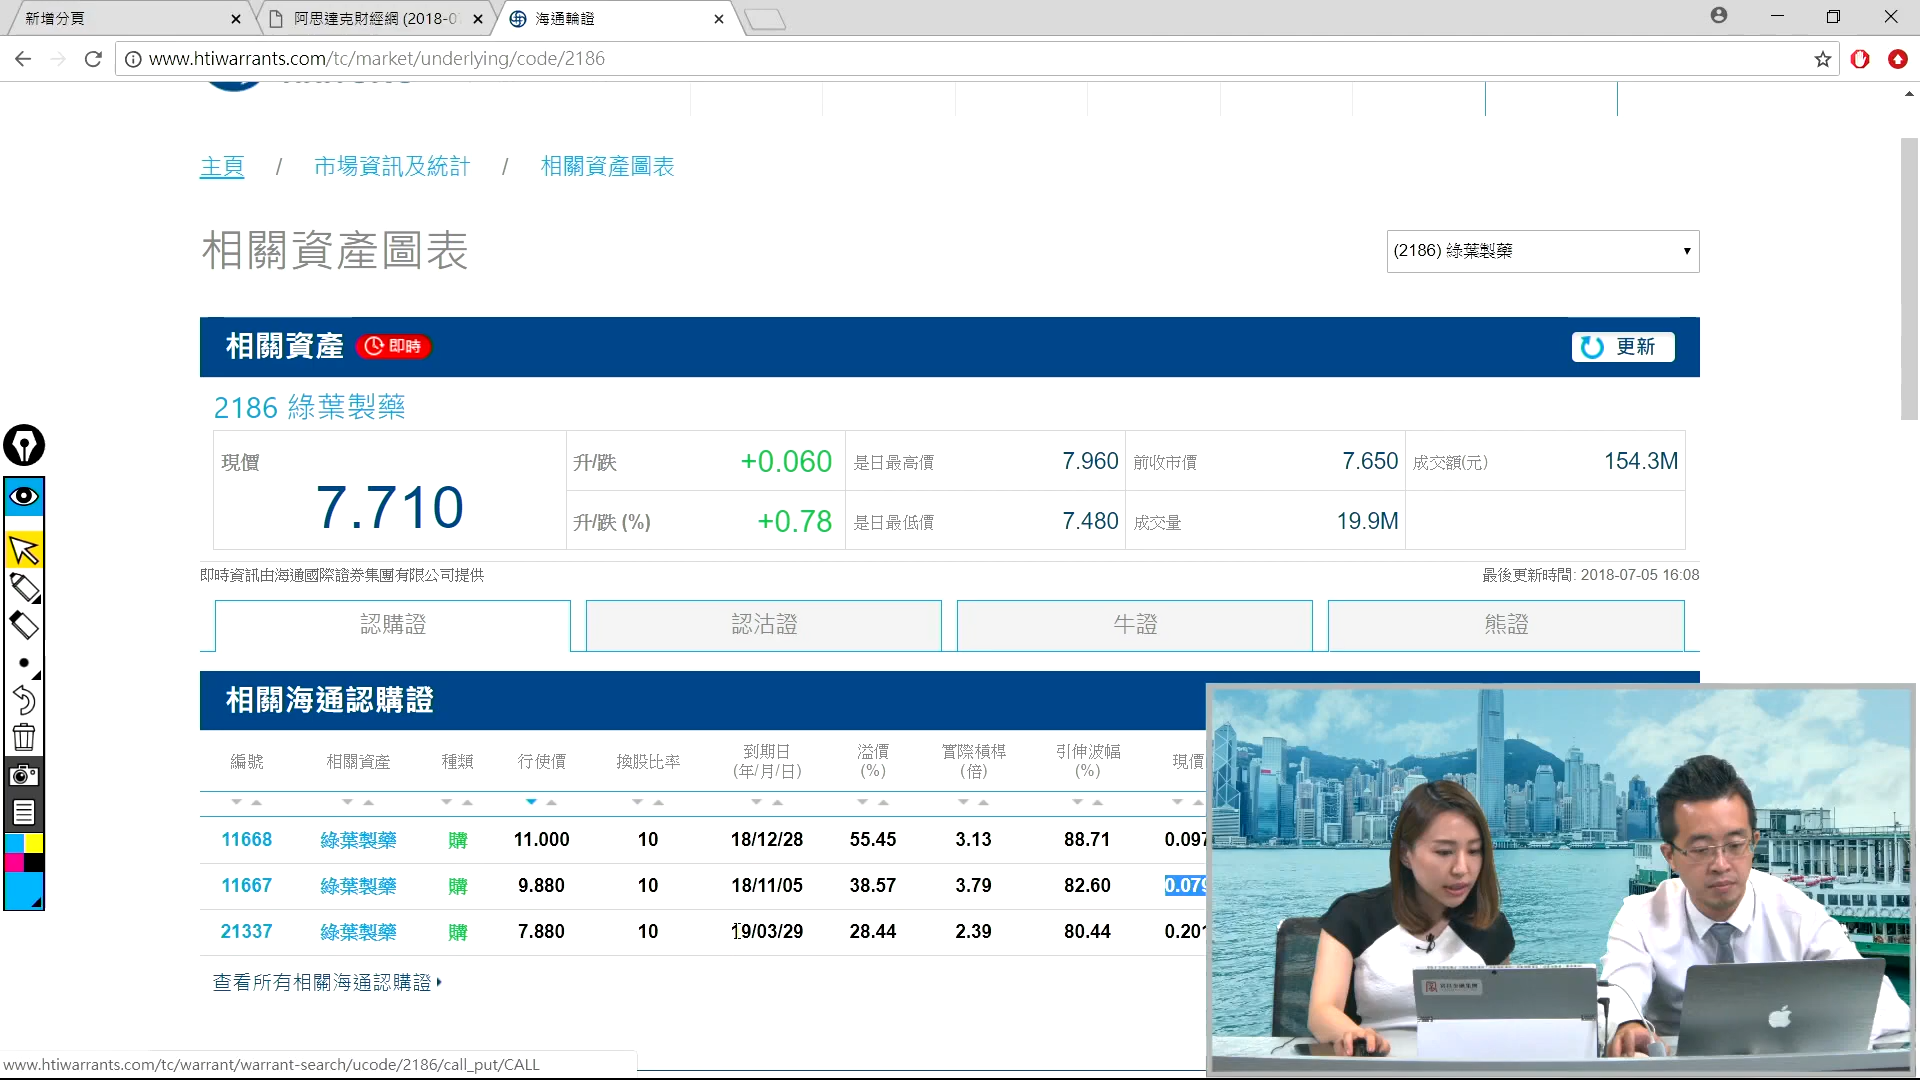 新增分頁
阿思達克財經網 (2018-0
海通輪證
www.htiwarrants.com/tc/market/underlying/code/2186
主頁 / 市場資訊及統計 / 相關資產圖表
相關資產圖表
(2186) 綠葉製藥
相關資產 即時
更新
2186 綠葉製藥
現價
7.710
升/跌 +0.060 是日最高價 7.960 前收市價 7.650 成交額(元) 154.3M
升/跌 (%) +0.78 是日最低價 7.480 成交量 19.9M
即時資訊由海通國際證券集團有限公司提供
最後更新時間: 2018-07-05 16:08
認購證 認沽證 牛證 熊證
相關海通認購證
編號 相關資產 種類 行使價 換股比率 到期日 (年/月/日) 溢價 (%) 實際槓桿 (倍) 引伸波幅 (%) 現價
11668 綠葉製藥 購 11.000 10 18/12/28 55.45 3.13 88.71 0.097
11667 綠葉製藥 購 9.880 10 18/11/05 38.57 3.79 82.60 0.079
21337 綠葉製藥 購 7.880 10 19/03/29 28.44 2.39 80.44 0.201
查看所有相關海通認購證
www.htiwarrants.com/tc/warrant/warrant-search/ucode/2186/call_put/CALL